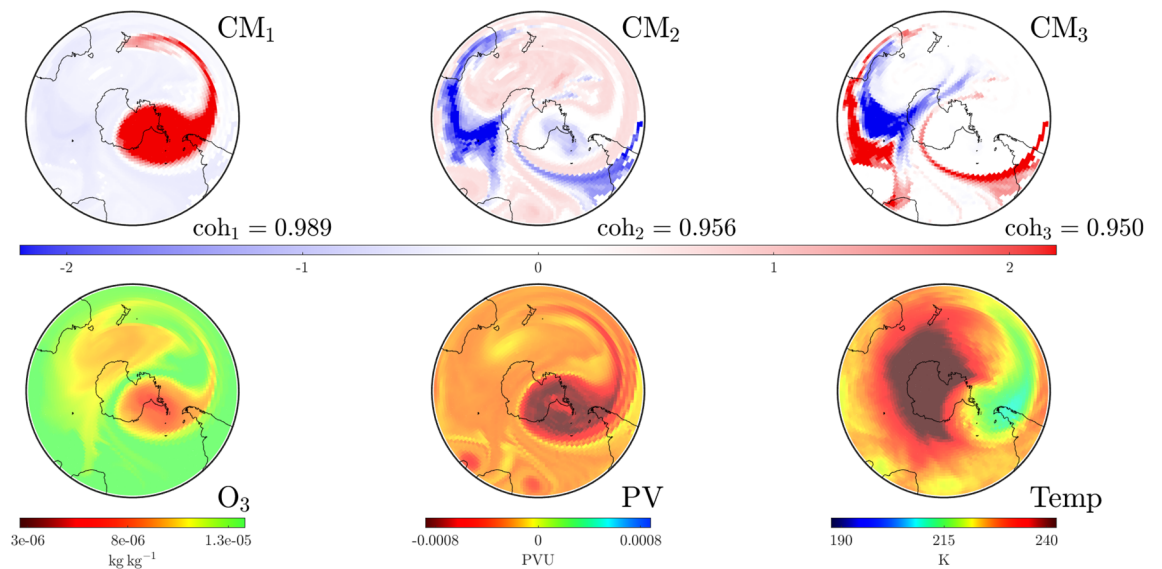 CM₁ CM₂ CM₃
coh₁ = 0.989 coh₂ = 0.956 coh₃ = 0.950
-2 -1 0 1 2
O₃ PV Temp
3e-06 8e-06 1.3e-05 -0.0008 0 0.0008 190 215 240
kg kg⁻¹ PVU K